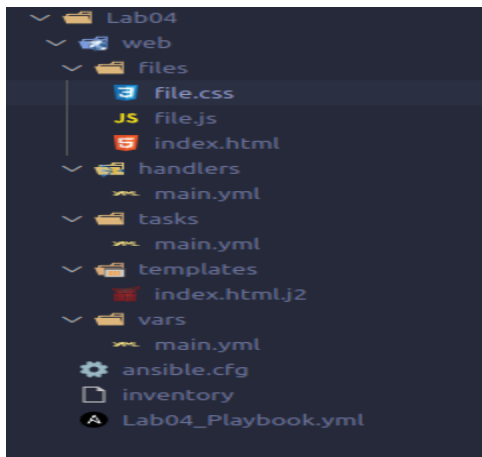 Lab04
web
files
file.css
JS file.js
index.html
handlers
main.yml
tasks
main.yml
templates
index.html.j2
vars
main.yml
ansible.cfg
inventory
A Lab04_Playbook.yml